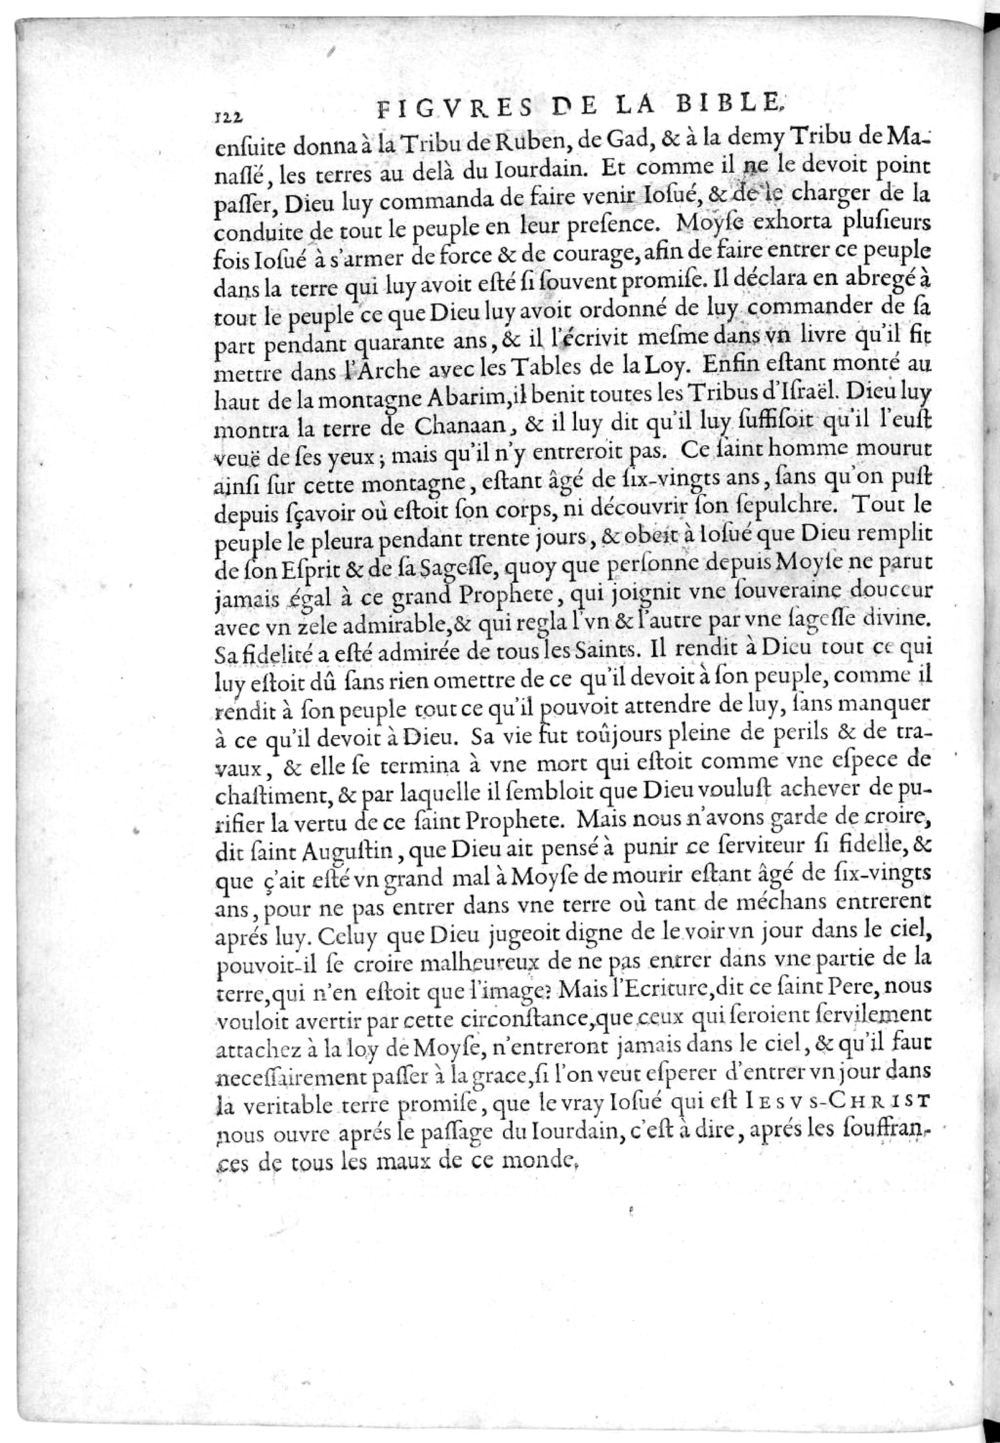 122 FIGVRES DE LA BIBLE.
enſuite donna à la Tribu de Ruben, de Gad, & à la demy Tribu de Ma-
naſſé, les terres au delà du Iourdain. Et comme il ne le devoit point
paſſer, Dieu luy commanda de faire venir Ioſué, & de le charger de la
conduite de tout le peuple en leur preſence. Moyſe exhorta pluſieurs
fois Ioſué à s'armer de force & de courage, afin de faire entrer ce peuple
dans la terre qui luy avoit eſté ſi ſouvent promiſe. Il déclara en abregé à
tout le peuple ce que Dieu luy avoit ordonné de luy commander de ſa
part pendant quarante ans, & il l'écrivit meſme dans vn livre qu'il fit
mettre dans l'Arche avec les Tables de la Loy. Enfin eſtant monté au
haut de la montagne Abarim, il benit toutes les Tribus d'Iſraël. Dieu luy
montra la terre de Chanaan, & il luy dit qu'il luy ſuffiſoit qu'il l'euſt
veuë de ſes yeux; mais qu'il n'y entreroit pas. Ce ſaint homme mourut
ainſi ſur cette montagne, eſtant âgé de ſix-vingts ans, ſans qu'on puſt
depuis ſçavoir où eſtoit ſon corps, ni découvrir ſon ſepulchre. Tout le
peuple le pleura pendant trente jours, & obeït à Ioſué que Dieu remplit
de ſon Eſprit & de ſa Sageſſe, quoy que perſonne depuis Moyſe ne parut
jamais égal à ce grand Prophete, qui joignit vne ſouveraine douceur
avec vn zele admirable, & qui regla l'vn & l'autre par vne ſageſſe divine.
Sa fidelité a eſté admirée de tous les Saints. Il rendit à Dieu tout ce qui
luy eſtoit dû ſans rien omettre de ce qu'il devoit à ſon peuple, comme il
rendit à ſon peuple tout ce qu'il pouvoit attendre de luy, ſans manquer
à ce qu'il devoit à Dieu. Sa vie fut toûjours pleine de perils & de tra-
vaux, & elle ſe termina à vne mort qui eſtoit comme vne eſpece de
chaſtiment, & par laquelle il ſembloit que Dieu vouluſt achever de pu-
rifier la vertu de ce ſaint Prophete. Mais nous n'avons garde de croire,
dit ſaint Auguſtin, que Dieu ait penſé à punir ce ſerviteur ſi fidelle, &
que ç'ait eſté vn grand mal à Moyſe de mourir eſtant âgé de ſix-vingts
ans, pour ne pas entrer dans vne terre où tant de méchans entrerent
aprés luy. Celuy que Dieu jugeoit digne de le voir vn jour dans le ciel,
pouvoit-il ſe croire malheureux de ne pas entrer dans vne partie de la
terre, qui n'en eſtoit que l'image? Mais l'Ecriture, dit ce ſaint Pere, nous
vouloit avertir par cette circonſtance, que ceux qui ſeroient ſervilement
attachez à la loy de Moyſe, n'entreront jamais dans le ciel, & qu'il faut
neceſſairement paſſer à la grace, ſi l'on veut eſperer d'entrer vn jour dans
la veritable terre promiſe, que le vray Ioſué qui eſt IESVS-CHRIST
nous ouvre aprés le paſſage du Iourdain, c'eſt à dire, aprés les ſouffran-
ces de tous les maux de ce monde.